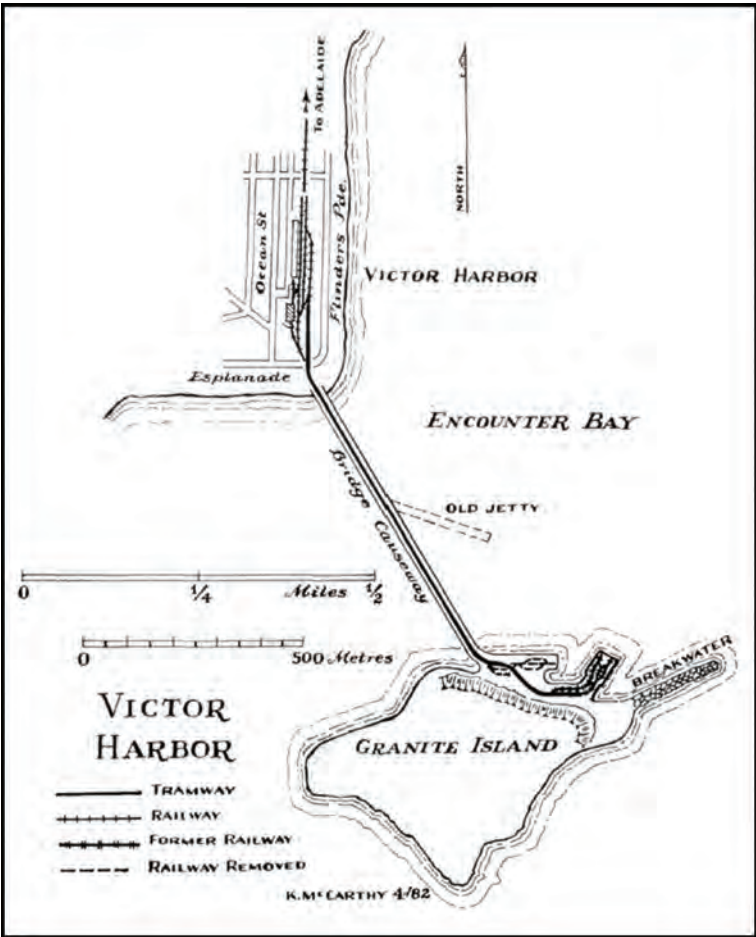 To ADELAIDE
NORTH
Ocean St
Flinders Pde.
VICTOR HARBOR
Esplanade
ENCOUNTER BAY
Bridge Causeway
OLD JETTY
0 1/4 Miles 1/2
0 500 Metres
BREAKWATER
GRANITE ISLAND
VICTOR
HARBOR
TRAMWAY
RAILWAY
FORMER RAILWAY
RAILWAY REMOVED
K.McCARTHY 4/82